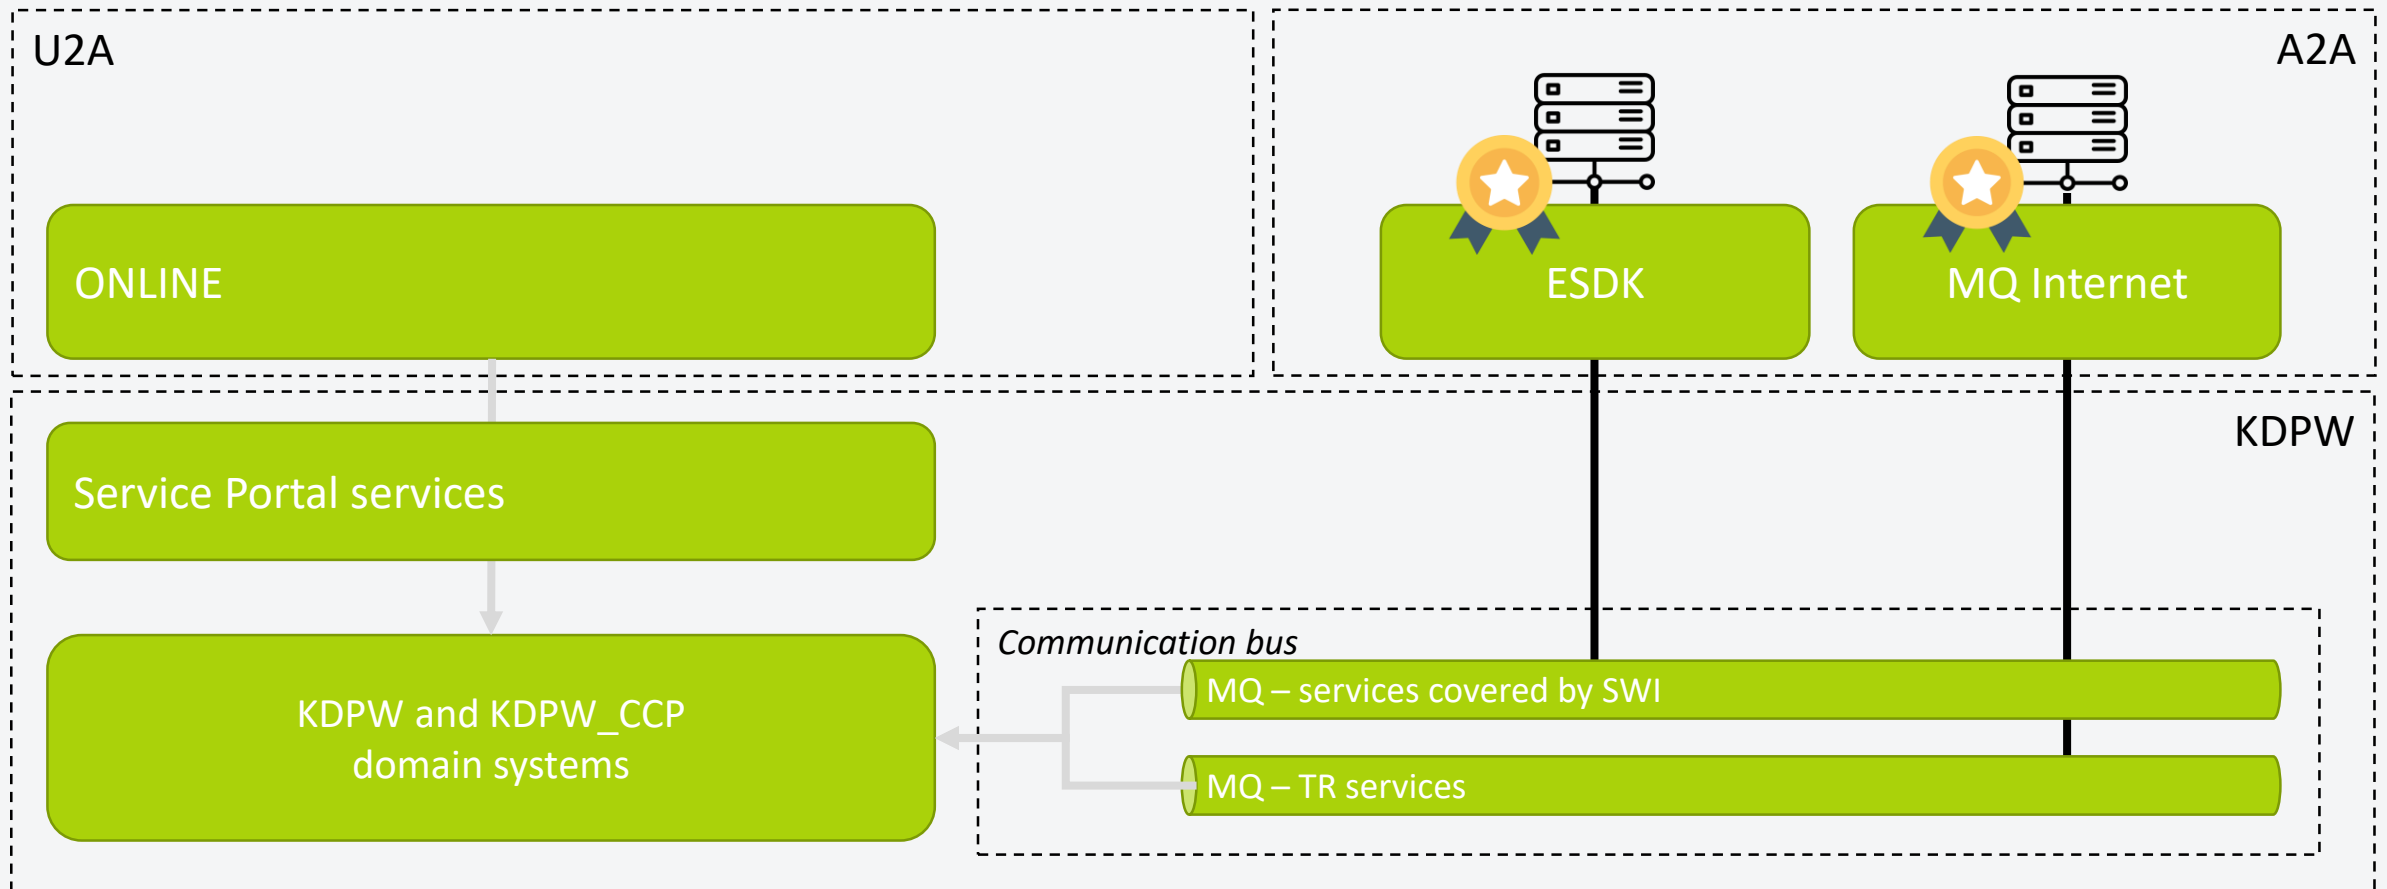 U2A
A2A
ONLINE
ESDK
MQ Internet
KDPW
Service Portal services
Communication bus
MQ – services covered by SWI
KDPW and KDPW_CCP
domain systems
MQ – TR services